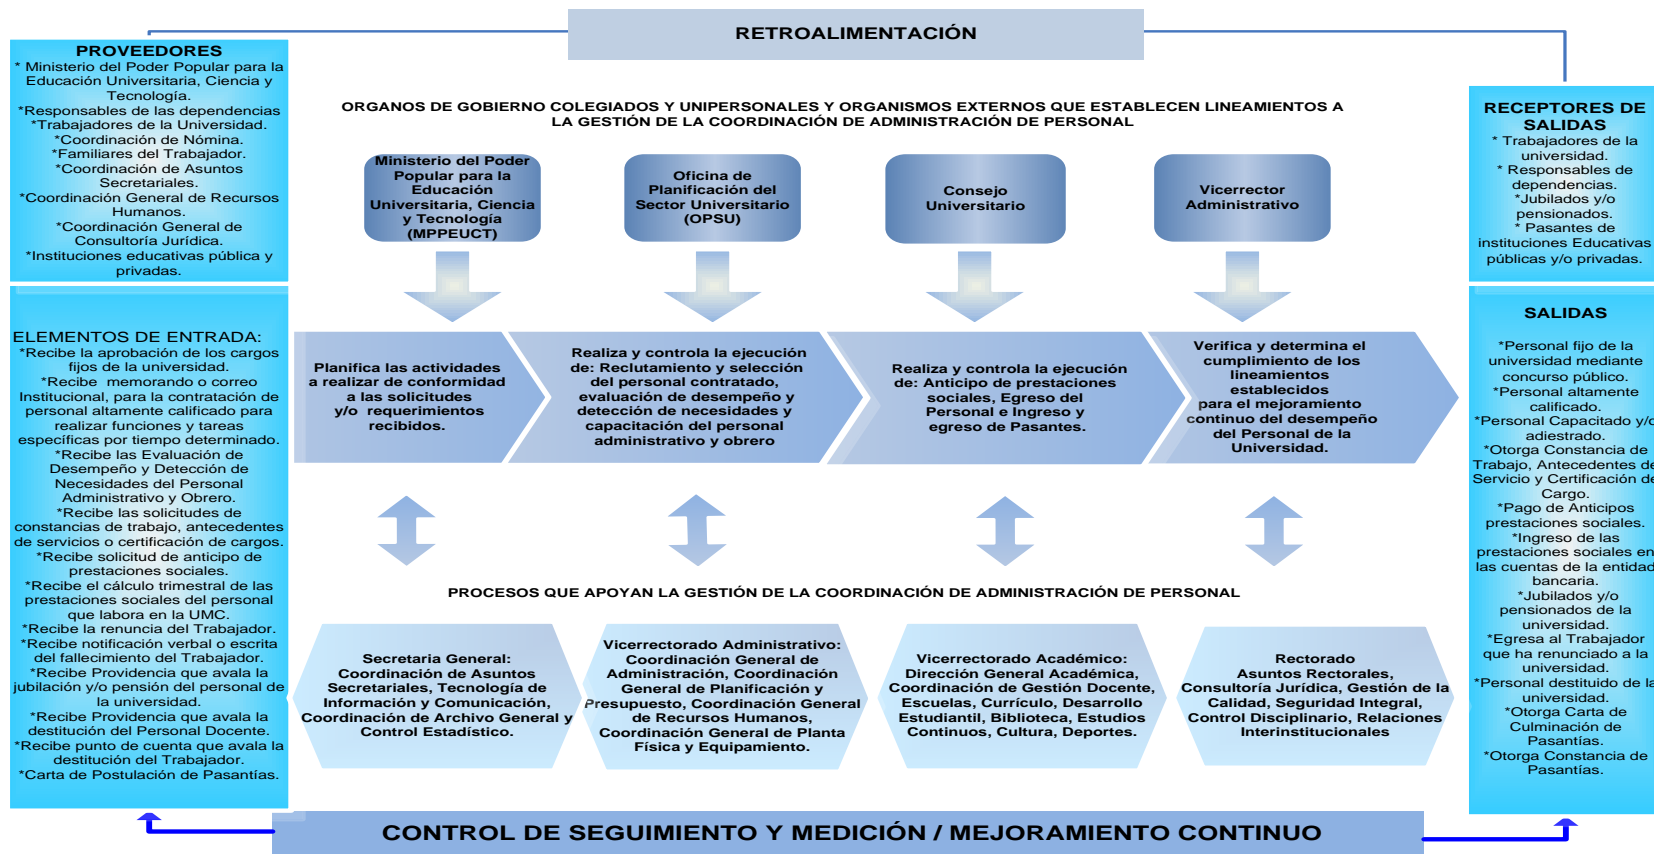 RETROALIMENTACIÓN
PROVEEDORES
* Ministerio del Poder Popular para la
Educación Universitaria, Ciencia y
Tecnología.
*Responsables de las dependencias
*Trabajadores de la Universidad.
*Coordinación de Nómina.
*Familiares del Trabajador.
*Coordinación de Asuntos
Secretariales.
*Coordinación General de Recursos
Humanos.
*Coordinación General de
Consultoría Jurídica.
*Instituciones educativas pública y
privadas.
ELEMENTOS DE ENTRADA:
*Recibe la aprobación de los cargos
fijos de la universidad.
*Recibe memorando o correo
Institucional, para la contratación de
personal altamente calificado para
realizar funciones y tareas
específicas por tiempo determinado.
*Recibe las Evaluación de
Desempeño y Detección de
Necesidades del Personal
Administrativo y Obrero.
*Recibe las solicitudes de
constancias de trabajo, antecedentes
de servicios o certificación de cargos.
*Recibe solicitud de anticipo de
prestaciones sociales.
*Recibe el cálculo trimestral de las
prestaciones sociales del personal
que labora en la UMC.
*Recibe la renuncia del Trabajador.
*Recibe notificación verbal o escrita
del fallecimiento del Trabajador.
*Recibe Providencia que avala la
jubilación y/o pensión del personal de
la universidad.
*Recibe Providencia que avala la
destitución del Personal Docente.
*Recibe punto de cuenta que avala la
destitución del Trabajador.
*Carta de Postulación de Pasantías.
ORGANOS DE GOBIERNO COLEGIADOS Y UNIPERSONALES Y ORGANISMOS EXTERNOS QUE ESTABLECEN LINEAMIENTOS A
LA GESTIÓN DE LA COORDINACIÓN DE ADMINISTRACIÓN DE PERSONAL
Ministerio del Poder
Popular para la
Educación
Universitaria, Ciencia
y Tecnología
(MPPEUCT)
Oficina de
Planificación del
Sector Universitario
(OPSU)
Consejo
Universitario
Vicerrector
Administrativo
Planifica las actividades
a realizar de conformidad
a las solicitudes
y/o requerimientos
recibidos.
Realiza y controla la ejecución
de: Reclutamiento y selección
del personal contratado,
evaluación de desempeño y
detección de necesidades y
capacitación del personal
administrativo y obrero
Realiza y controla la ejecución
de: Anticipo de prestaciones
sociales, Egreso del
Personal e Ingreso y
egreso de Pasantes.
Verifica y determina el
cumplimiento de los
lineamientos
establecidos
para el mejoramiento
continuo del desempeño
del Personal de la
Universidad.
PROCESOS QUE APOYAN LA GESTIÓN DE LA COORDINACIÓN DE ADMINISTRACIÓN DE PERSONAL
Secretaria General:
Coordinación de Asuntos
Secretariales, Tecnología de
Información y Comunicación,
Coordinación de Archivo General y
Control Estadístico.
Vicerrectorado Administrativo:
Coordinación General de
Administración, Coordinación
General de Planificación y
Presupuesto, Coordinación General
de Recursos Humanos,
Coordinación General de Planta
Física y Equipamiento.
Vicerrectorado Académico:
Dirección General Académica,
Coordinación de Gestión Docente,
Escuelas, Currículo, Desarrollo
Estudiantil, Biblioteca, Estudios
Continuos, Cultura, Deportes.
Rectorado
Asuntos Rectorales,
Consultoría Jurídica, Gestión de la
Calidad, Seguridad Integral,
Control Disciplinario, Relaciones
Interinstitucionales
RECEPTORES DE
SALIDAS
* Trabajadores de la
universidad.
* Responsables de
dependencias.
*Jubilados y/o
pensionados.
* Pasantes de
instituciones Educativas
públicas y/o privadas.
SALIDAS
*Personal fijo de la
universidad mediante
concurso público.
*Personal altamente
calificado.
*Personal Capacitado y/o
adiestrado.
*Otorga Constancia de
Trabajo, Antecedentes de
Servicio y Certificación de
Cargo.
*Pago de Anticipos
prestaciones sociales.
*Ingreso de las
prestaciones sociales en
las cuentas de la entidad
bancaria.
*Jubilados y/o
pensionados de la
universidad.
*Egresa al Trabajador
que ha renunciado a la
universidad.
*Personal destituido de la
universidad.
*Otorga Carta de
Culminación de
Pasantías.
*Otorga Constancia de
Pasantías.
CONTROL DE SEGUIMIENTO Y MEDICIÓN / MEJORAMIENTO CONTINUO